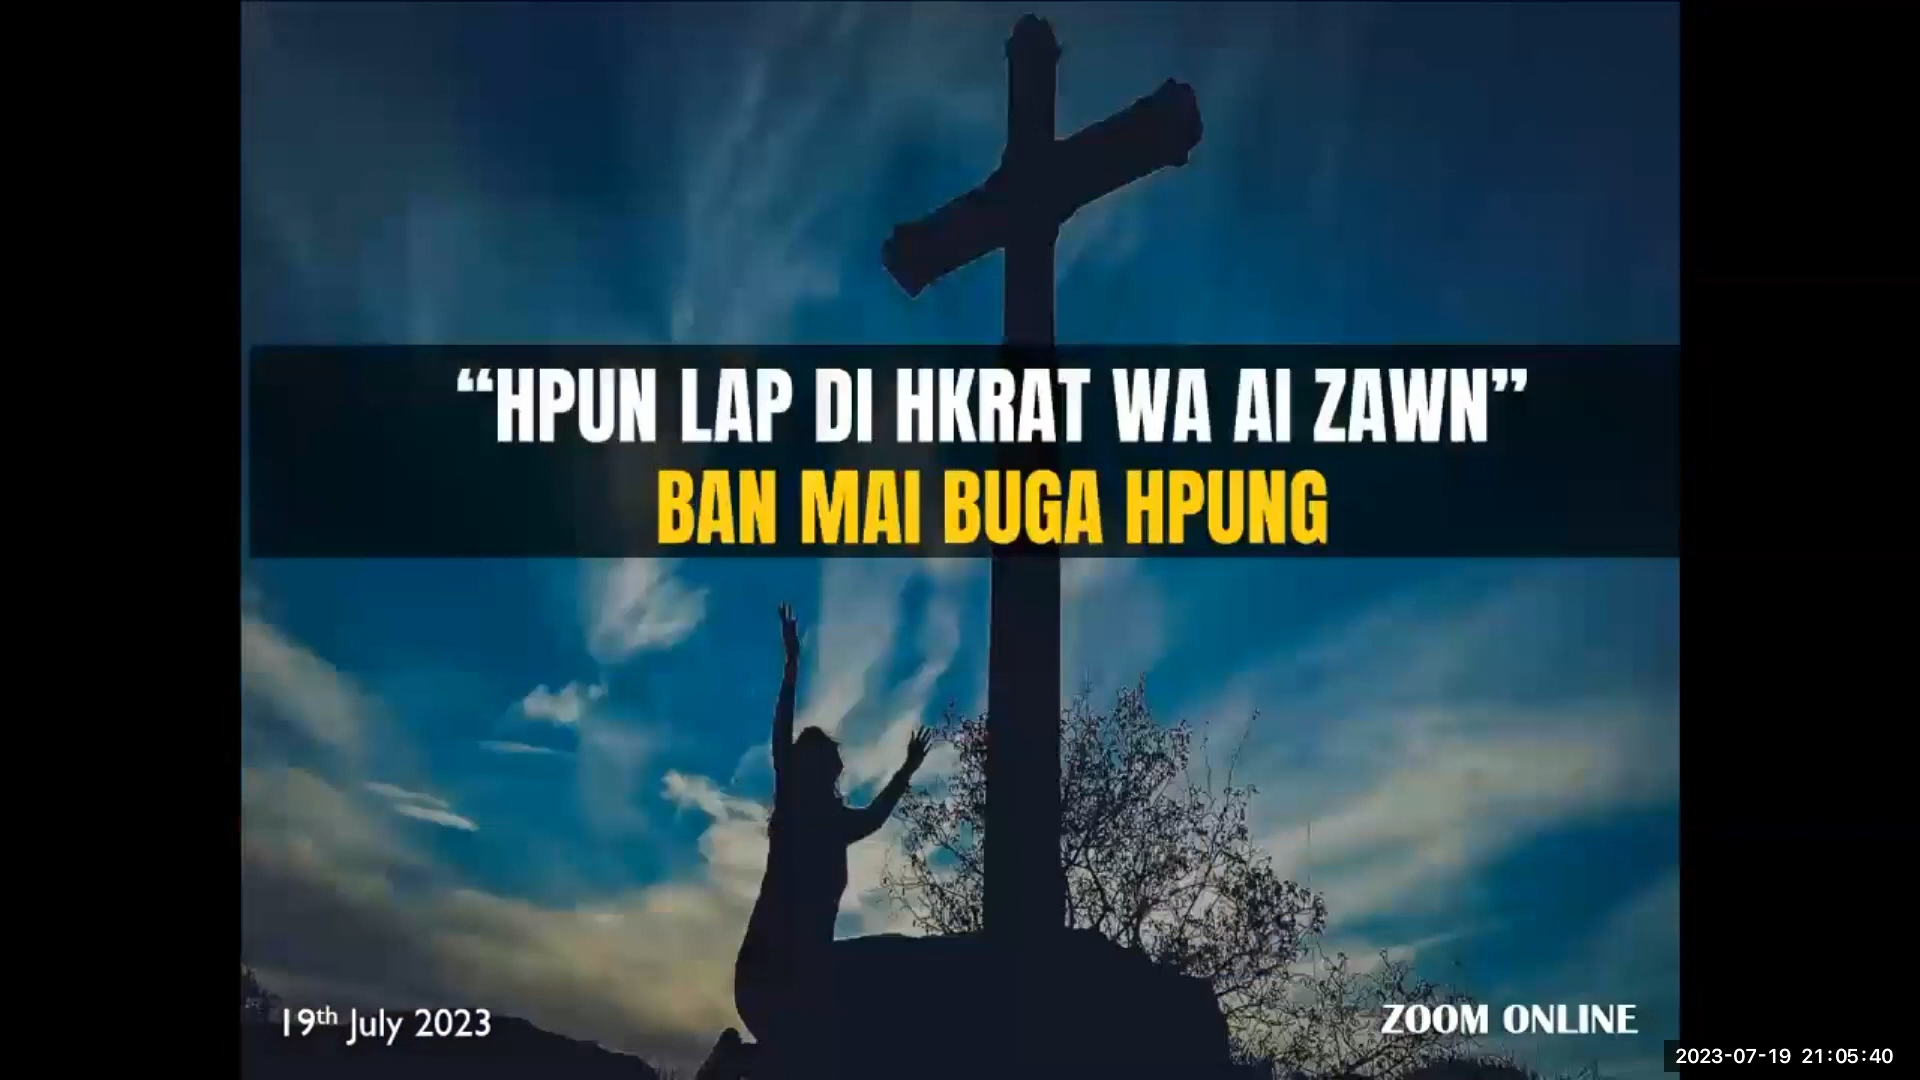 “HPUN LAP DI HKRAT WA AI ZAWN”
BAN MAI BUGA HPUNG
19th July 2023
ZOOM ONLINE
2023-07-19 21:05:40